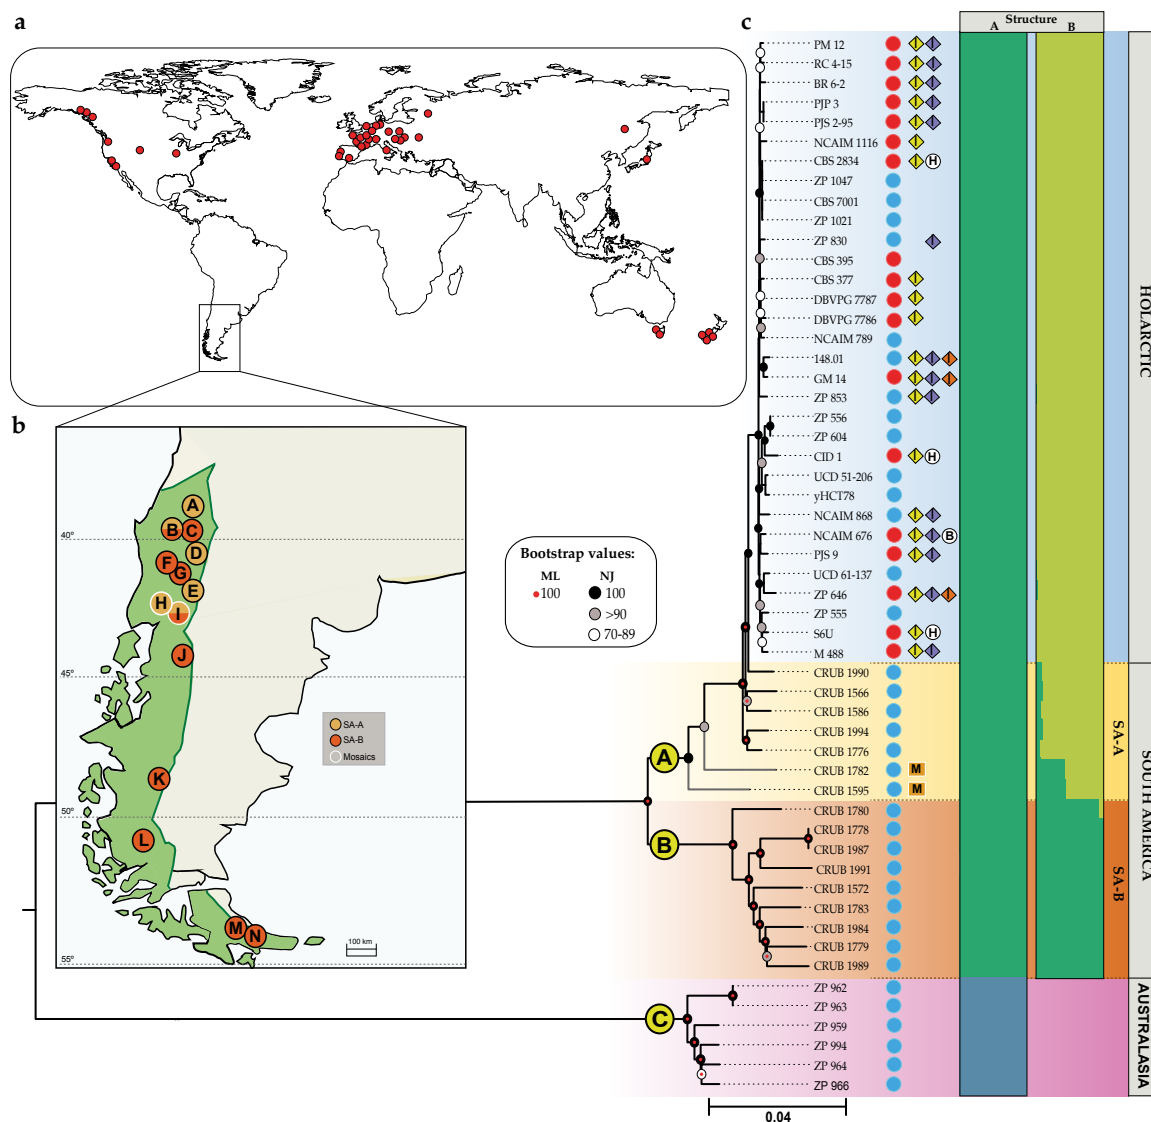 a
b
A
B
C
D
F
G
E
H
I
J
K
L
M
N
40º
45º
50º
55º
SA-A
SA-B
Mosaics
100 km
Bootstrap values:
ML
NJ
100
100
>90
70-89
c
Structure
A
B
PM 12
RC 4-15
BR 6-2
PJP 3
PJS 2-95
NCAIM 1116
CBS 2834 H
ZP 1047
CBS 7001
ZP 1021
ZP 830
CBS 395
CBS 377
DBVPG 7787
DBVPG 7786
NCAIM 789
148.01
GM 14
ZP 853
ZP 556
ZP 604
CID 1 H
UCD 51-206
yHCT78
NCAIM 868
NCAIM 676 B
PJS 9
UCD 61-137
ZP 646
ZP 555
S6U H
M 488
CRUB 1990
CRUB 1566
CRUB 1586
CRUB 1994
CRUB 1776
CRUB 1782 M
CRUB 1595 M
CRUB 1780
CRUB 1778
CRUB 1987
CRUB 1991
CRUB 1572
CRUB 1783
CRUB 1984
CRUB 1779
CRUB 1989
ZP 962
ZP 963
ZP 959
ZP 994
ZP 964
ZP 966
A
B
C
0.04
HOLARCTIC
SA-A
SA-B
SOUTH AMERICA
AUSTRALASIA